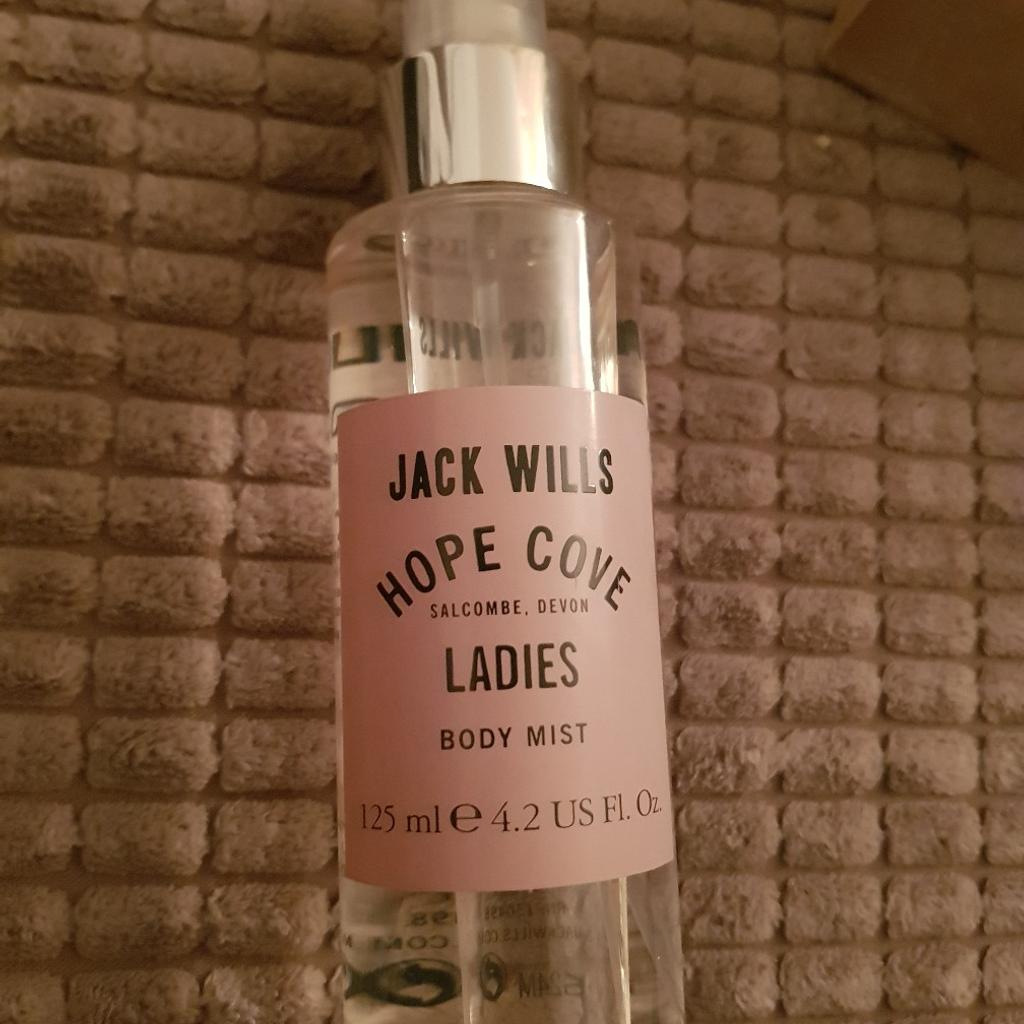 JACK WILLS
HOPE COVE
SALCOMBE, DEVON
LADIES
BODY MIST
125 ml e 4.2 US Fl. Oz.